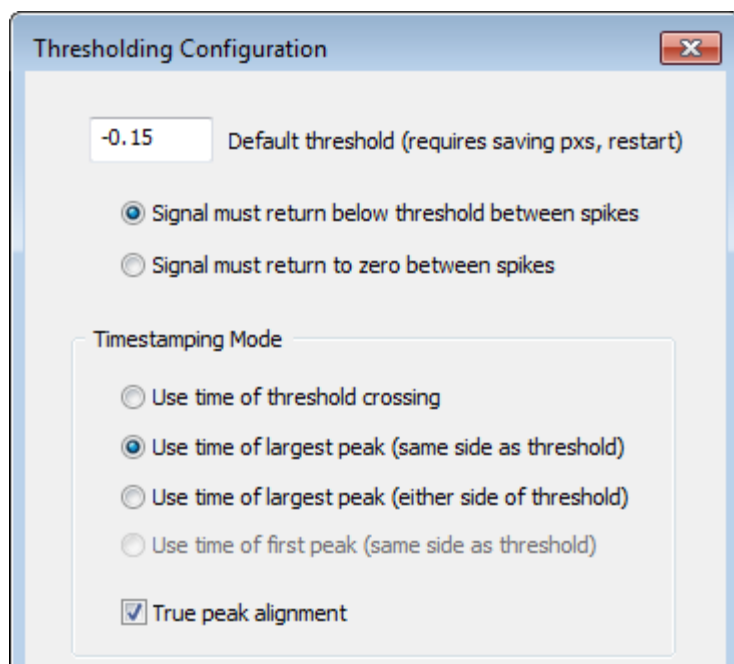 Thresholding Configuration
-0.15 Default threshold (requires saving pxs, restart)
Signal must return below threshold between spikes
Signal must return to zero between spikes
Timestamping Mode
Use time of threshold crossing
Use time of largest peak (same side as threshold)
Use time of largest peak (either side of threshold)
Use time of first peak (same side as threshold)
True peak alignment